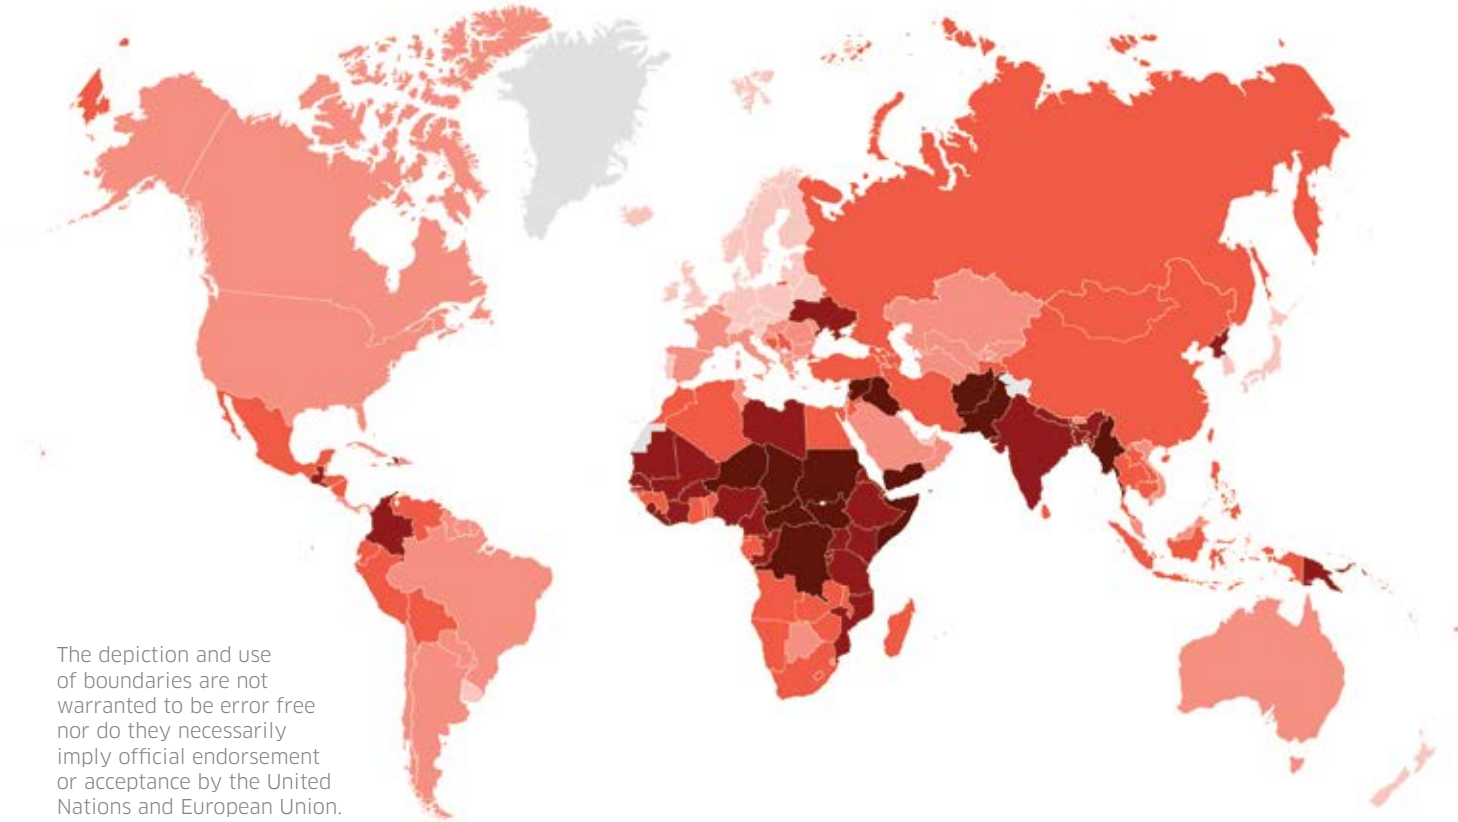 The depiction and use
of boundaries are not
warranted to be error free
nor do they necessarily
imply official endorsement
or acceptance by the United
Nations and European Union.